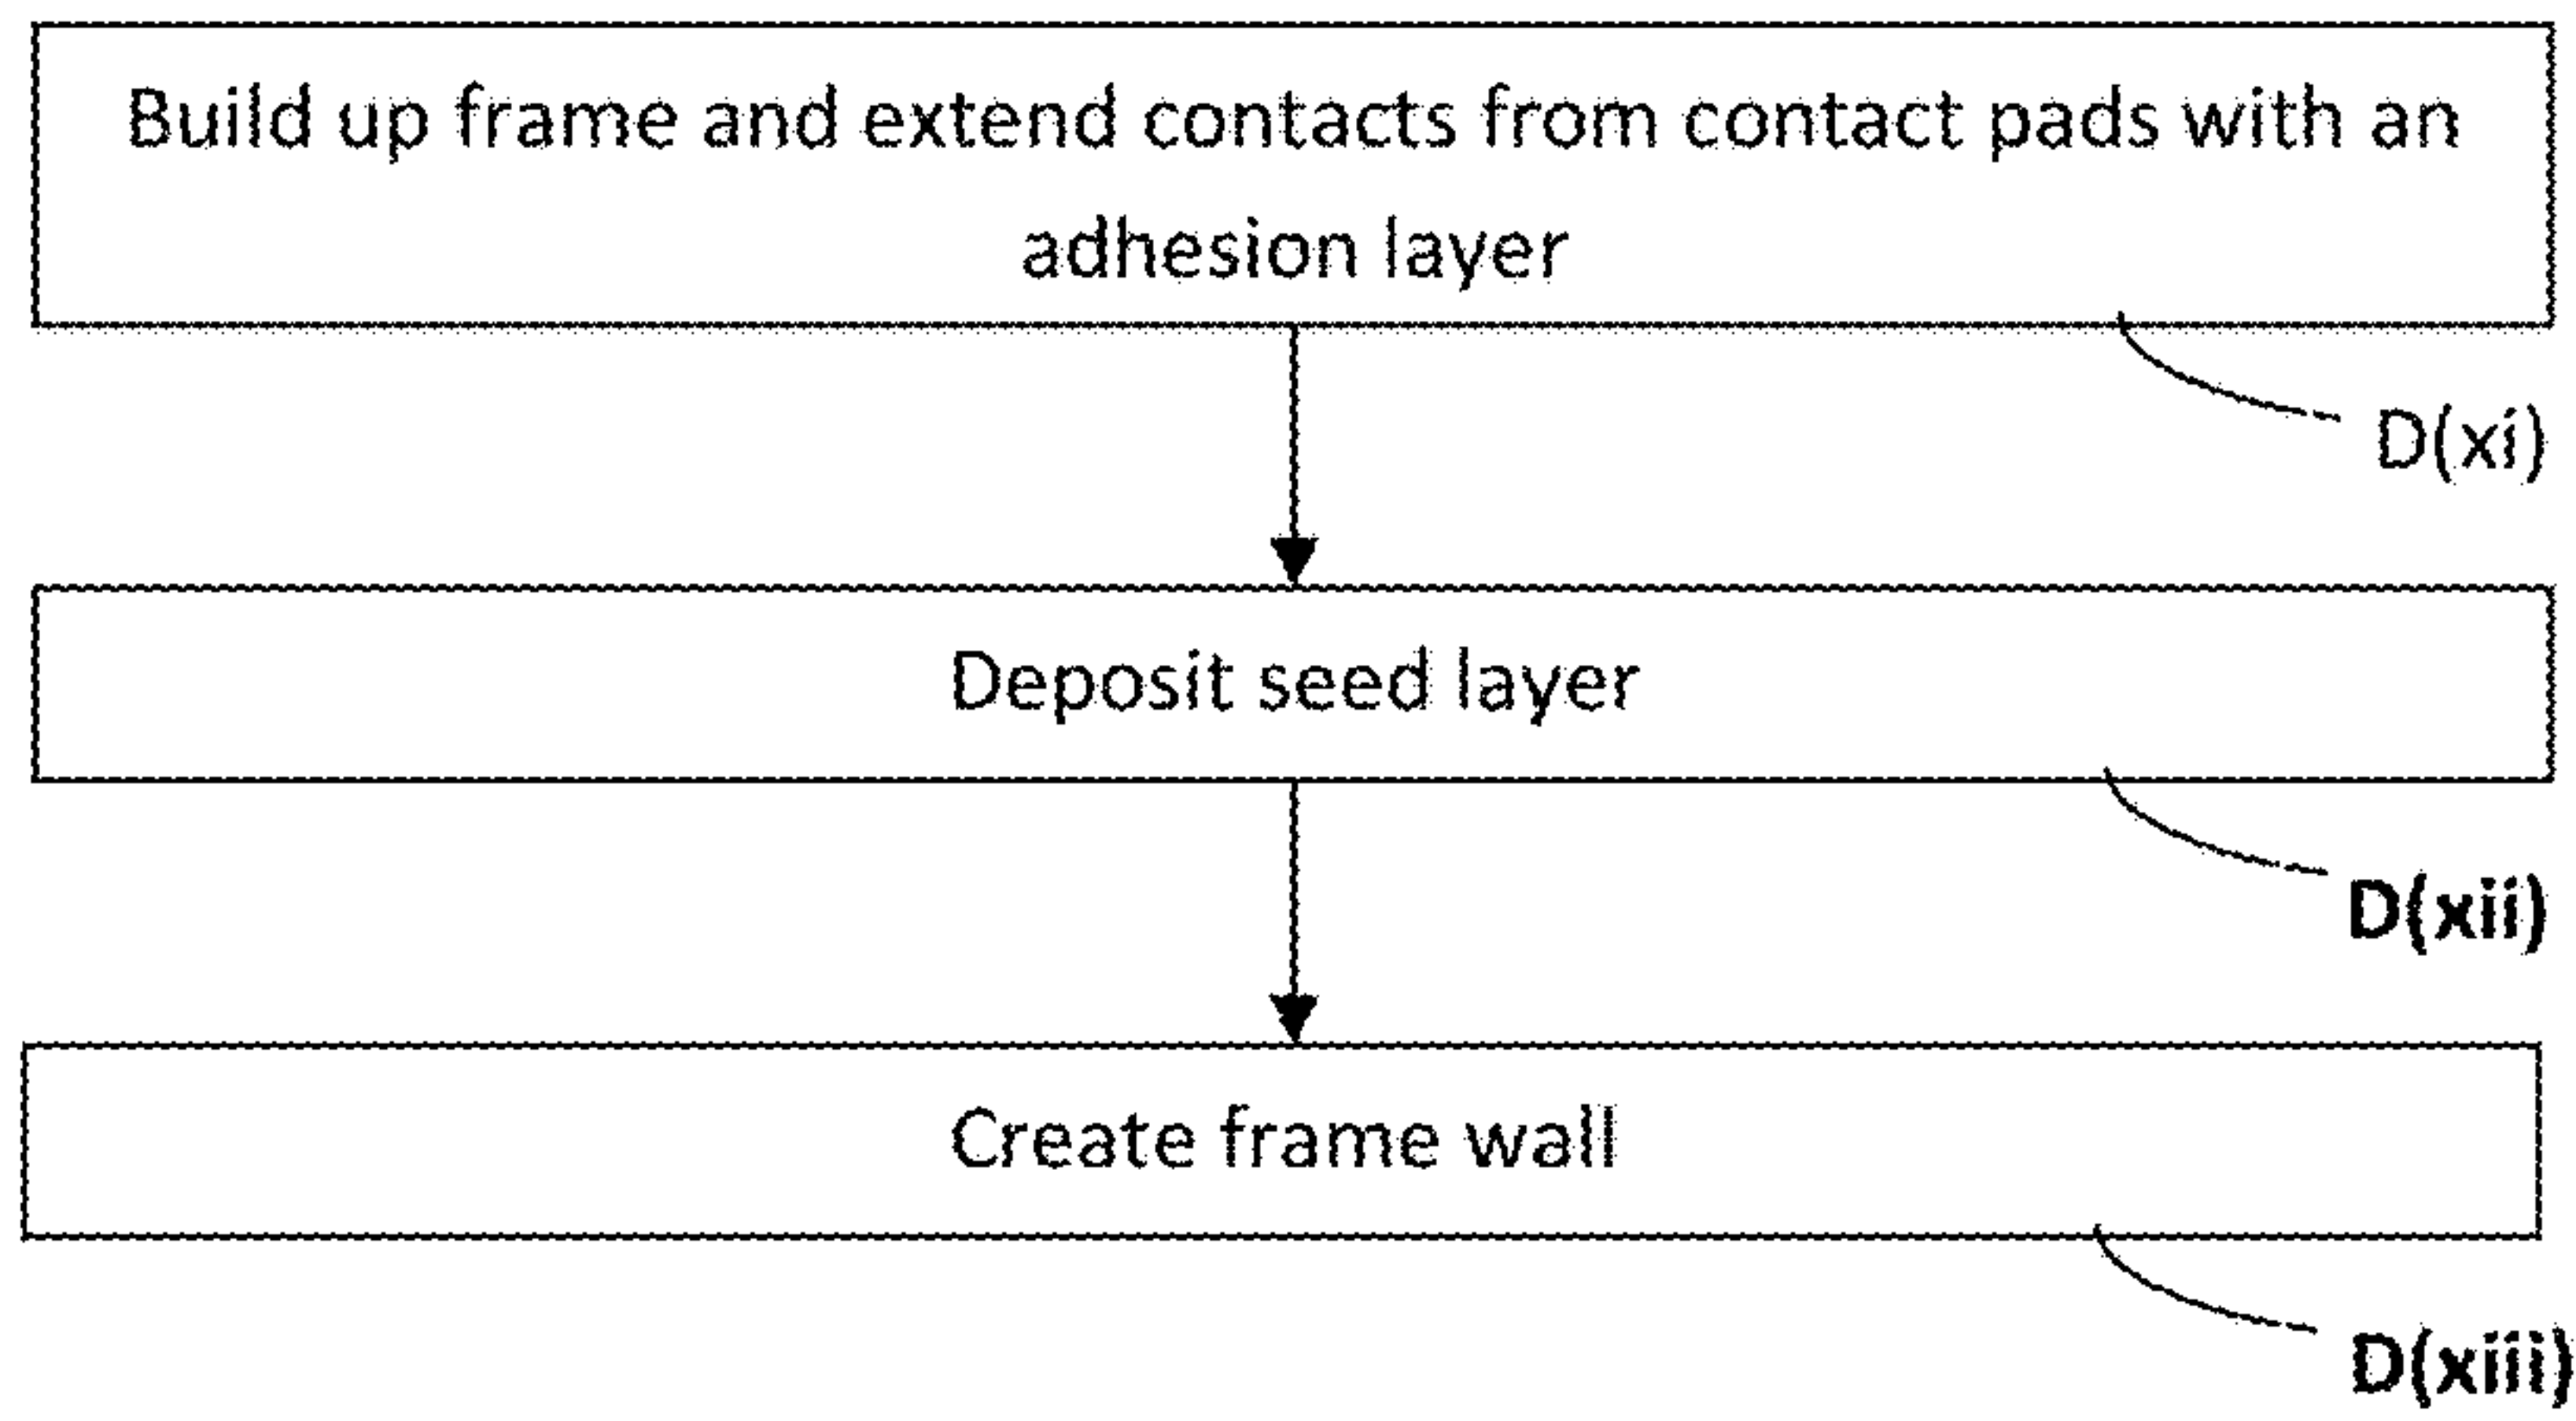 Build up frame and extend contacts from contact pads with an
adhesion layer
D(xi)
Deposit seed layer
D(xii)
Create frame wall
D(xiii)